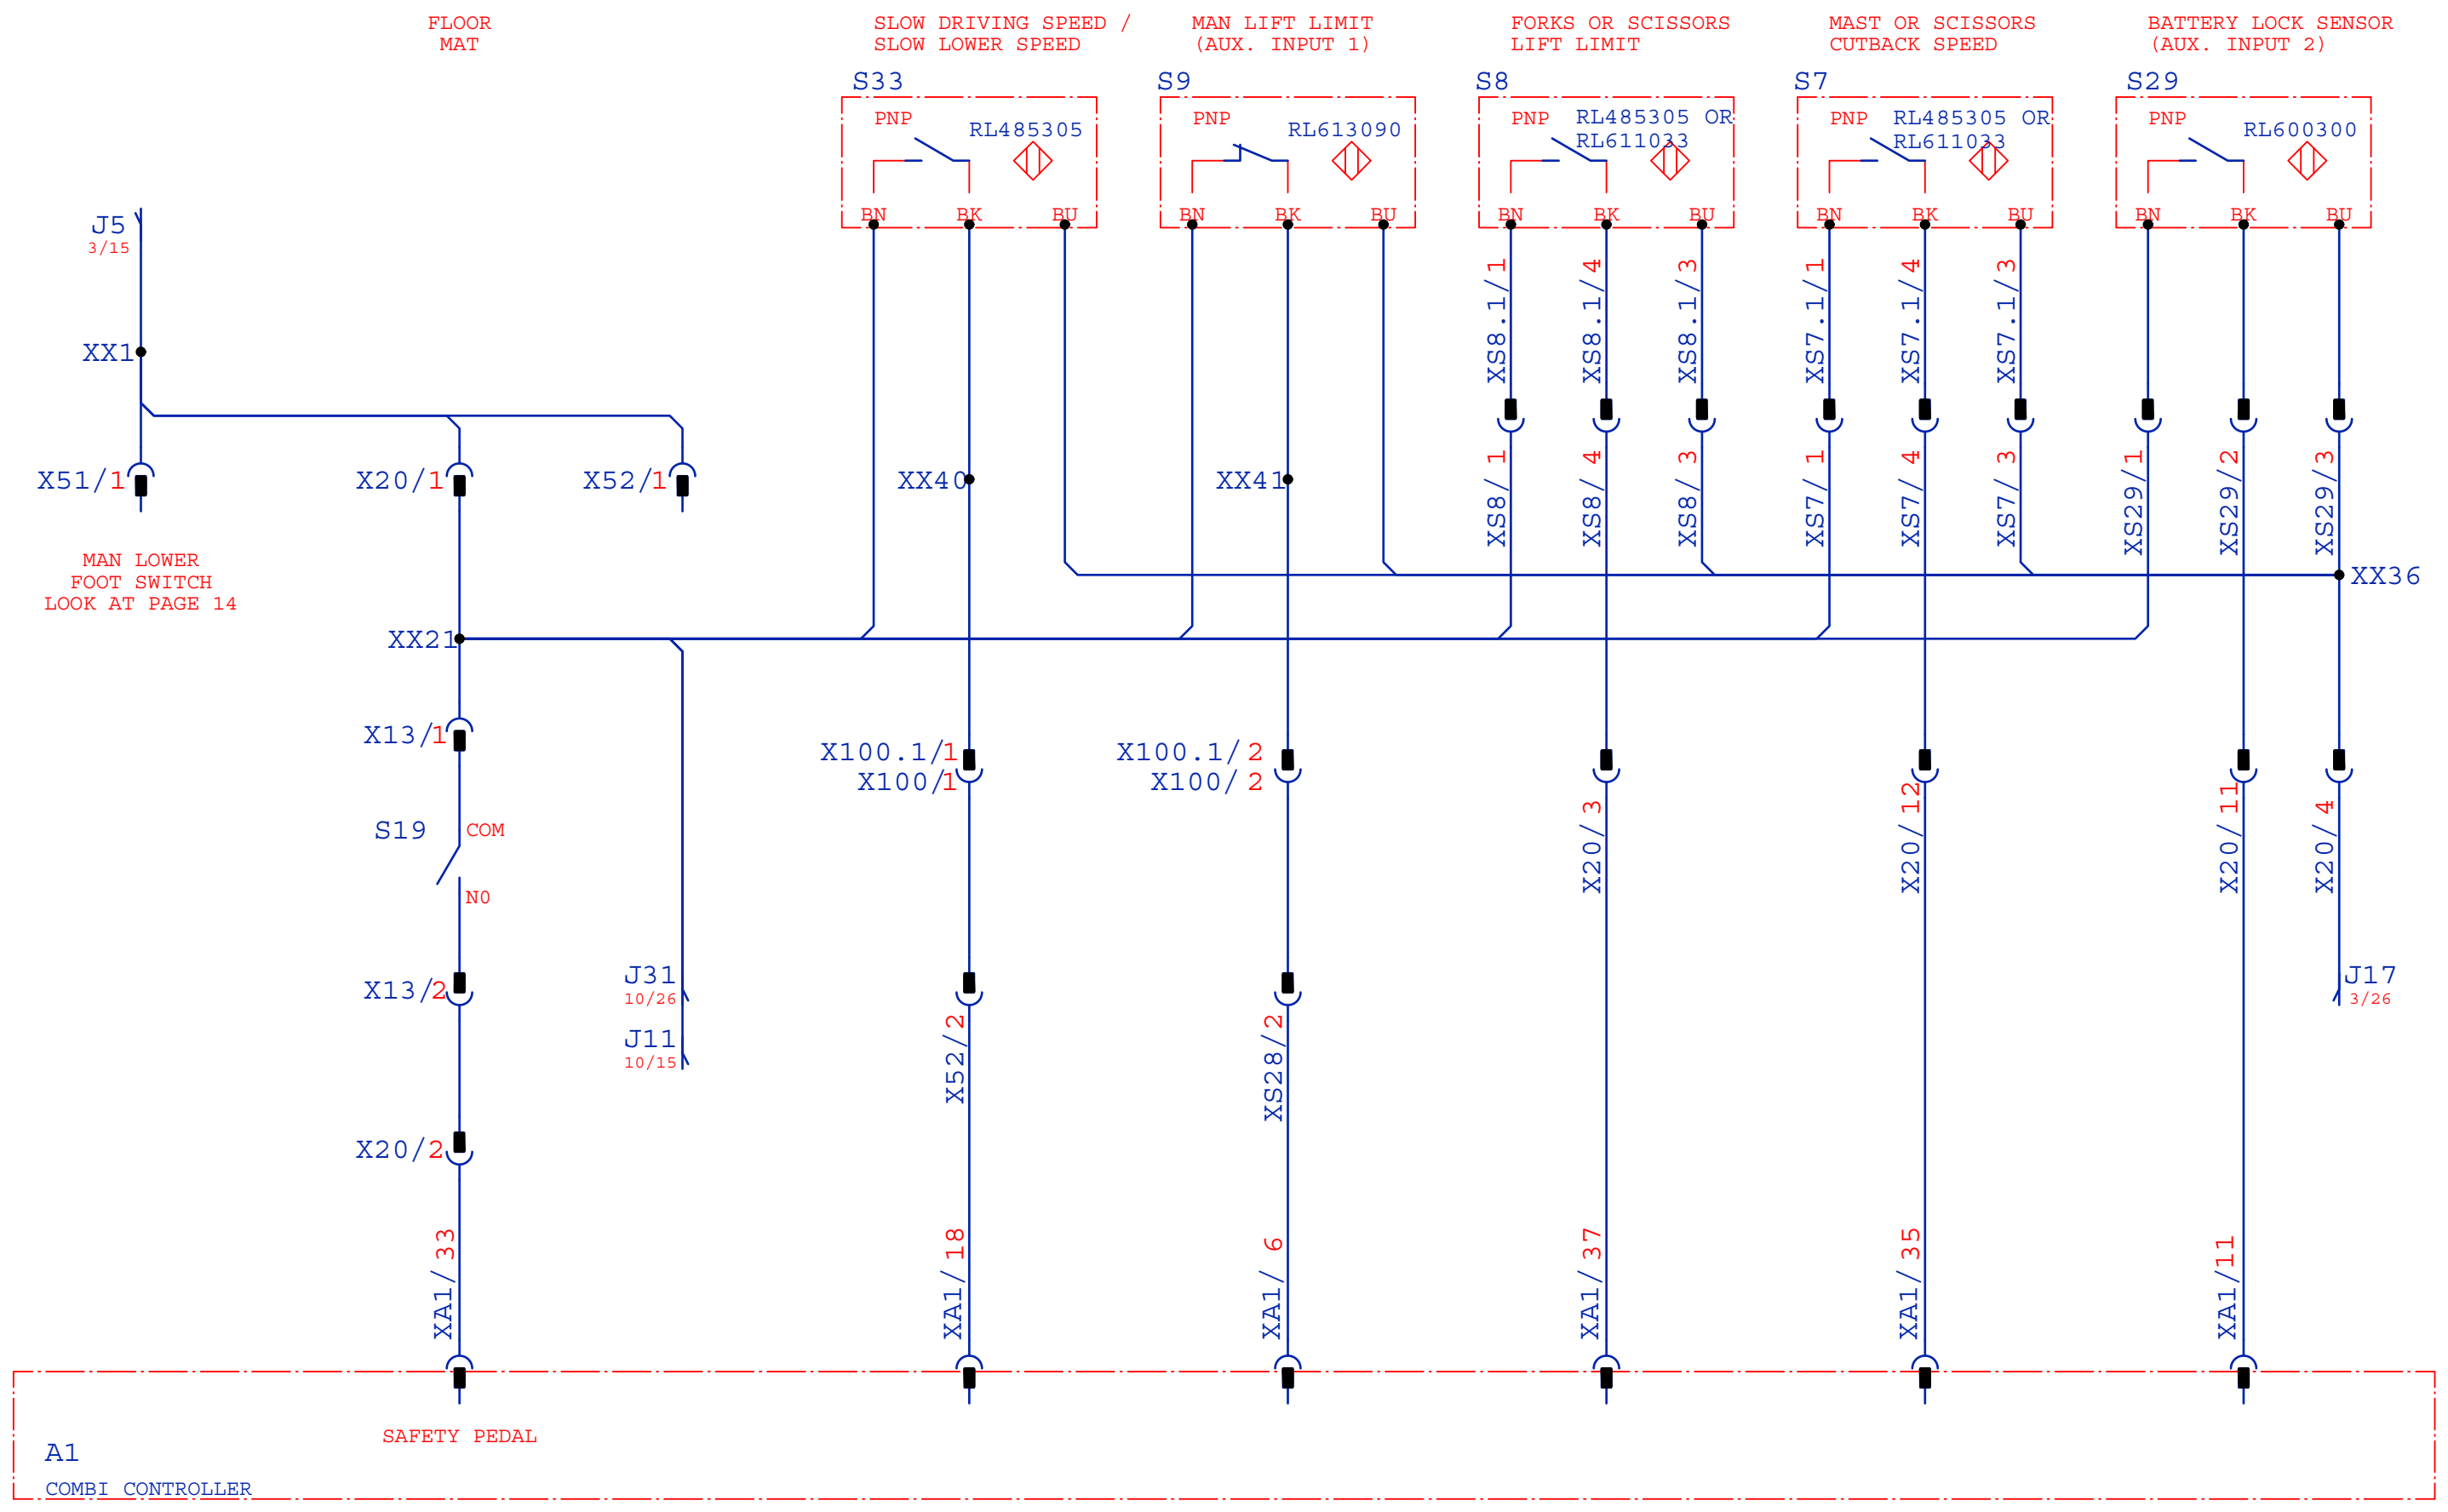 FLOOR
MAT
SLOW DRIVING SPEED /
SLOW LOWER SPEED
MAN LIFT LIMIT
(AUX. INPUT 1)
FORKS OR SCISSORS
LIFT LIMIT
MAST OR SCISSORS
CUTBACK SPEED
BATTERY LOCK SENSOR
(AUX. INPUT 2)
S33
S9
S8
S7
S29
PNP
RL485305
PNP
RL613090
PNP
RL485305 OR
RL611033
PNP
RL485305 OR
RL611033
PNP
RL600300
BN
BK
BU
BN
BK
BU
BN
BK
BU
BN
BK
BU
BN
BK
BU
J5
3/15
XS8.1/1
XS8.1/4
XS8.1/3
XS7.1/1
XS7.1/4
XS7.1/3
XX1
X51/1
X20/1
X52/1
XX40
XX41
XS8/ 1
XS8/ 4
XS8/ 3
XS7/ 1
XS7/ 4
XS7/ 3
XS29/1
XS29/2
XS29/3
MAN LOWER
FOOT SWITCH
LOOK AT PAGE 14
XX36
XX21
X13/1
X100.1/1
X100/1
X100.1/ 2
X100/ 2
S19
COM
N0
X20/ 3
X20/12
X20/11
X20/ 4
J31
10/26
J11
10/15
J17
3/26
X13/2
X52/2
XS28/2
X20/2
XA1/ 33
XA1/ 18
XA1/ 6
XA1/ 37
XA1/ 35
XA1/11
SAFETY PEDAL
A1
COMBI CONTROLLER